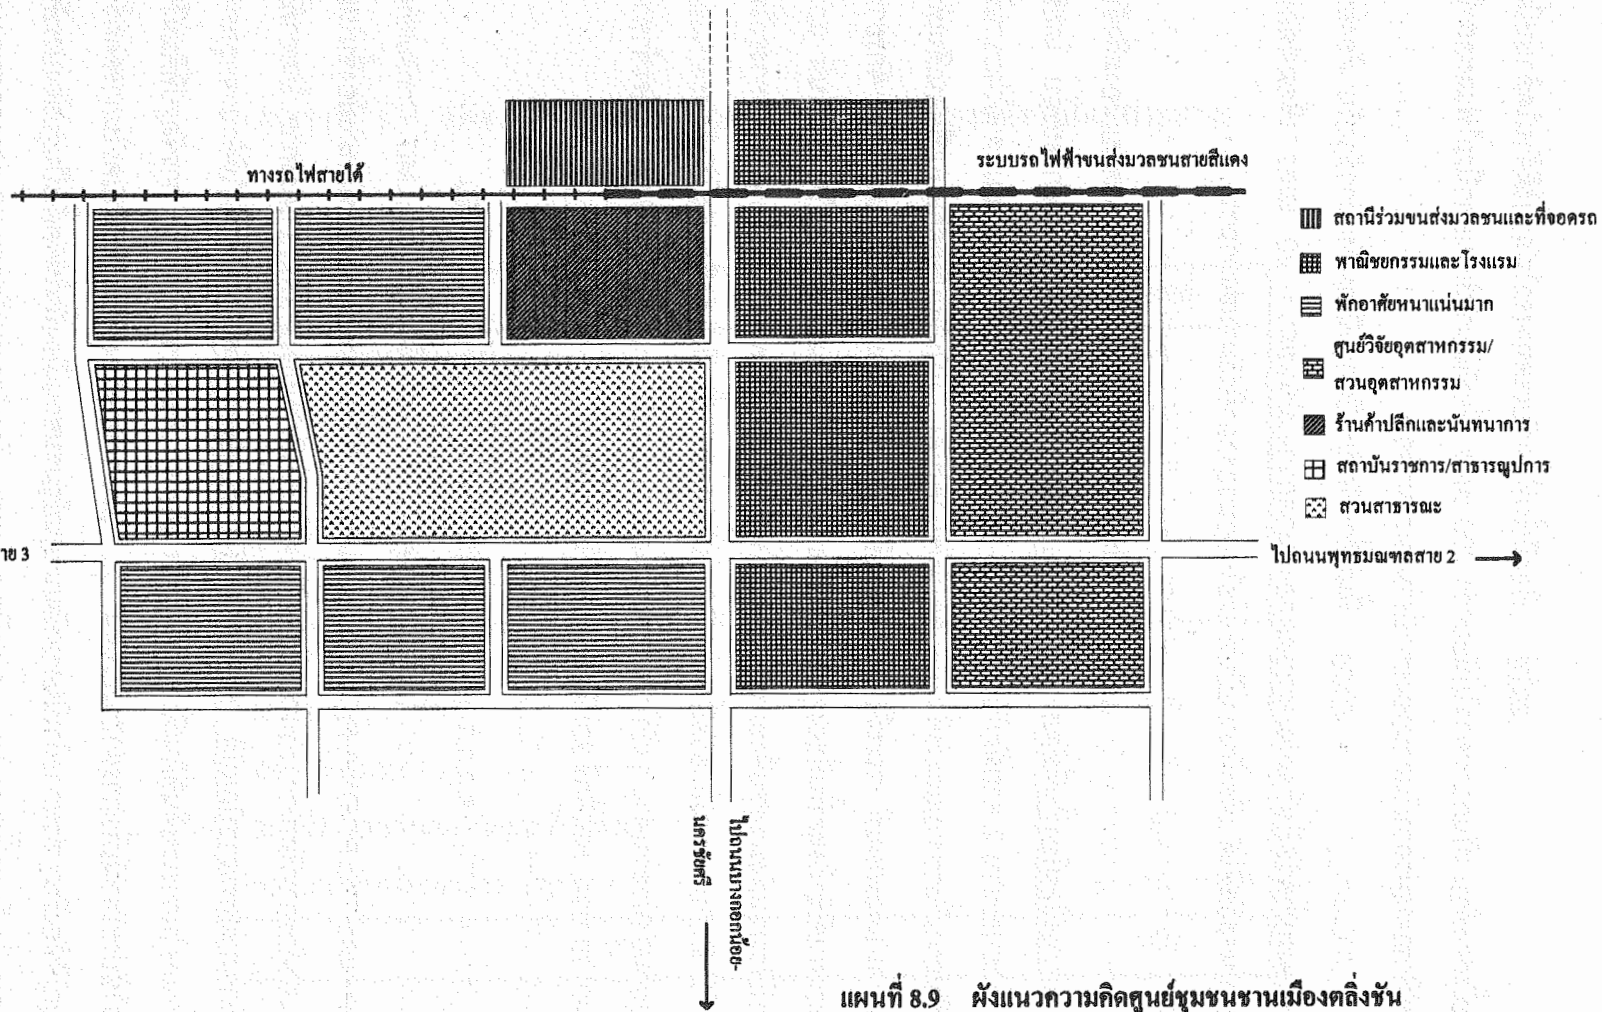 ทางรถไฟสายใต้
ระบบรถไฟฟ้าขนส่งมวลชนสายสีแดง
สถานีร่วมขนส่งมวลชนและที่จอดรถ
พาณิชยกรรมและโรงแรม
พักอาศัยหนาแน่นมาก
ศูนย์วิจัยอุตสาหกรรม/
สวนอุตสาหกรรม
ร้านค้าปลีกและนันทนาการ
สถาบันราชการ/สาธารณูปการ
สวนสาธารณะ
าย 3
ไปถนนพุทธมณฑลสาย 2
ไปถนนบางกอกน้อย-
นครชัยศรี
แผนที่ 8.9 ผังแนวความคิดศูนย์ชุมชนชานเมืองตลิ่งชัน